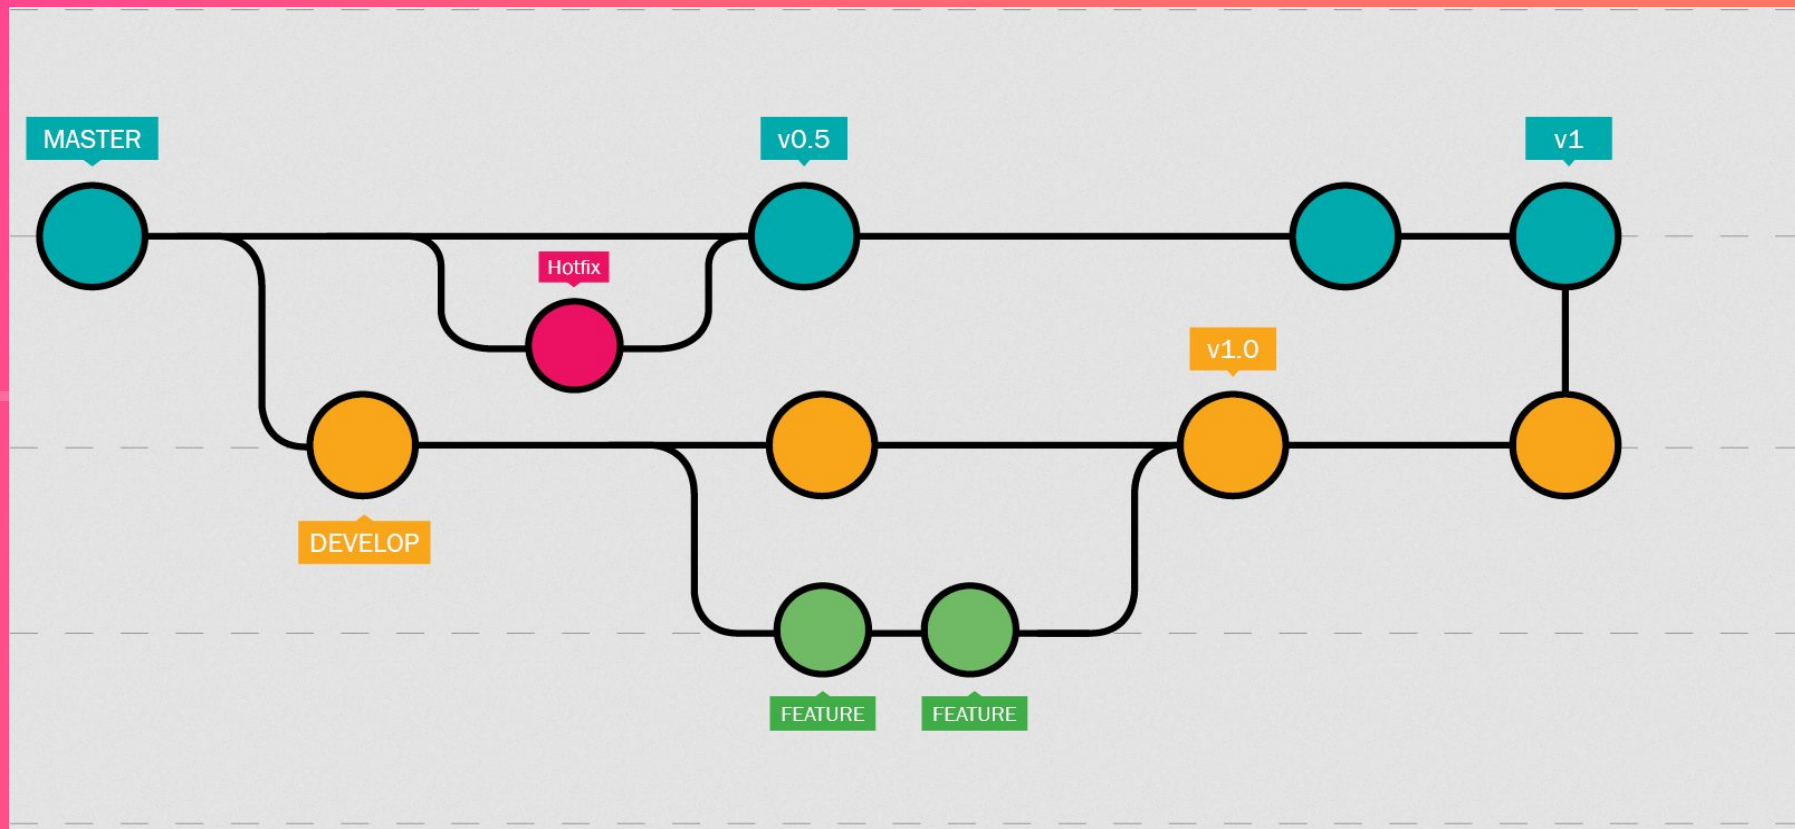 MASTER
v0.5
v1
Hotfix
v1.0
DEVELOP
FEATURE
FEATURE